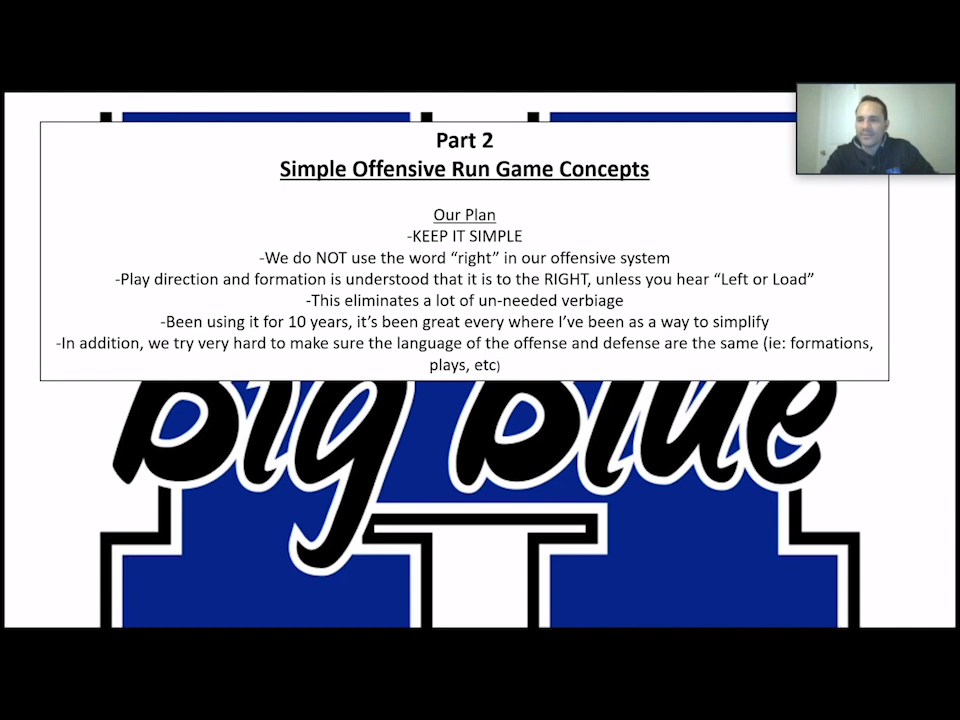 Part 2
Simple Offensive Run Game Concepts
Our Plan
-KEEP IT SIMPLE
-We do NOT use the word “right” in our offensive system
-Play direction and formation is understood that it is to the RIGHT, unless you hear “Left or Load”
-This eliminates a lot of un-needed verbiage
-Been using it for 10 years, it’s been great every where I’ve been as a way to simplify
-In addition, we try very hard to make sure the language of the offense and defense are the same (ie: formations,
plays, etc)
Big Blue
H